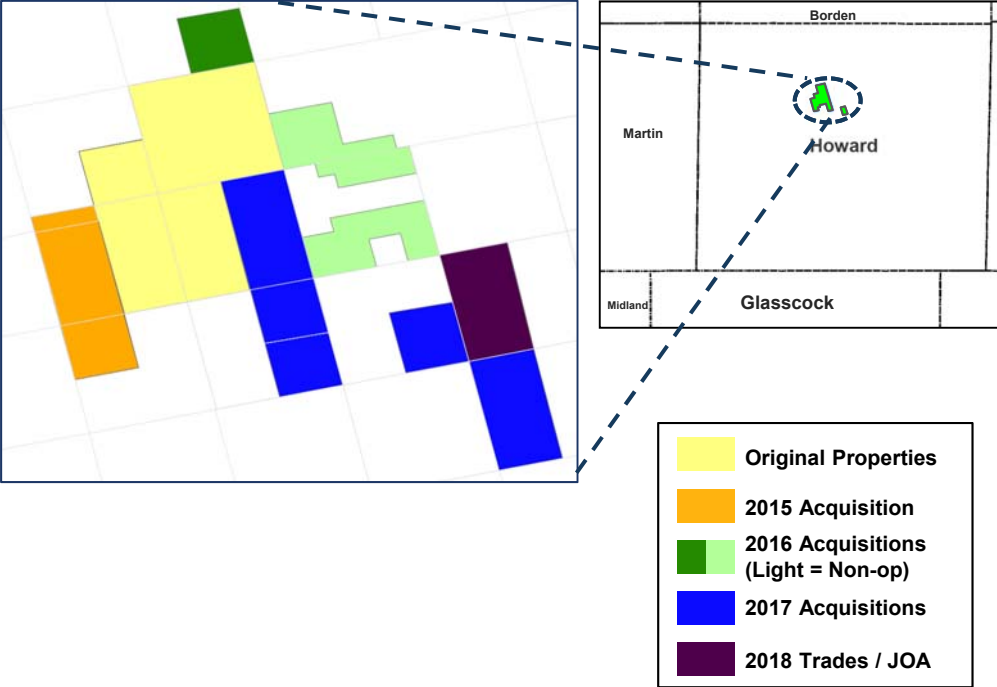 Borden
Martin
Howard
Midland
Glasscock
Original Properties
2015 Acquisition
2016 Acquisitions
(Light = Non-op)
2017 Acquisitions
2018 Trades / JOA